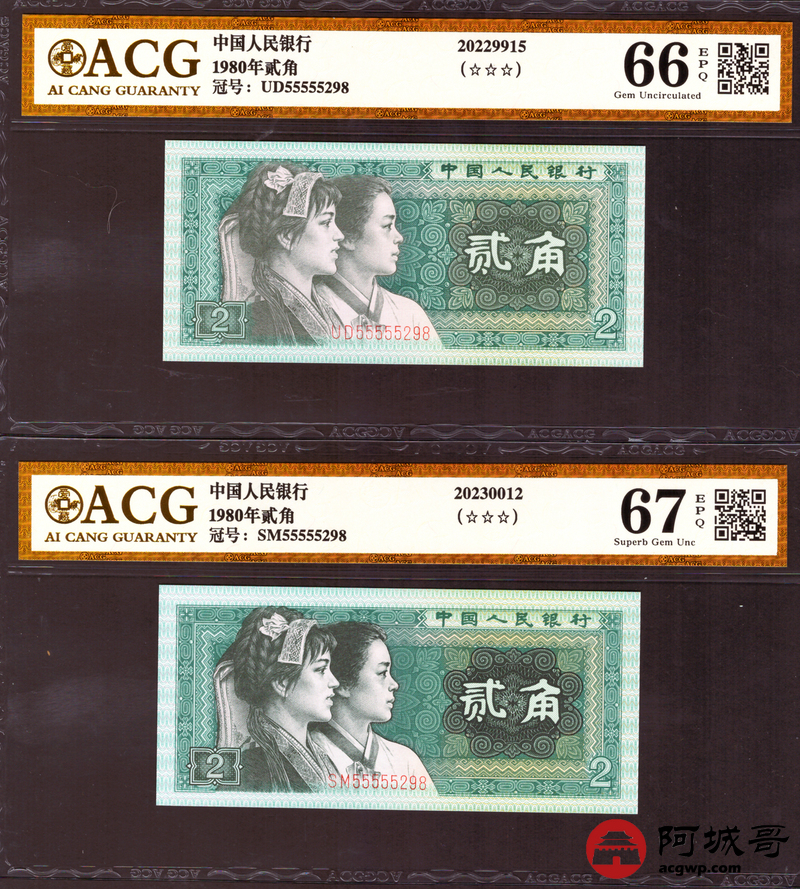 ACG
AI CANG GUARANTY
中国人民银行
1980年贰角
冠号：UD55555298
20229915
(☆☆☆)
66
EPQ
Gem Uncirculated
中国人民银行
贰角
2
2
UD55555298
ACG
AI CANG GUARANTY
中国人民银行
1980年贰角
冠号：SM55555298
20230012
(☆☆☆)
67
EPQ
Superb Gem Unc
中国人民银行
贰角
2
2
SM55555298
阿城哥
acgwp.com